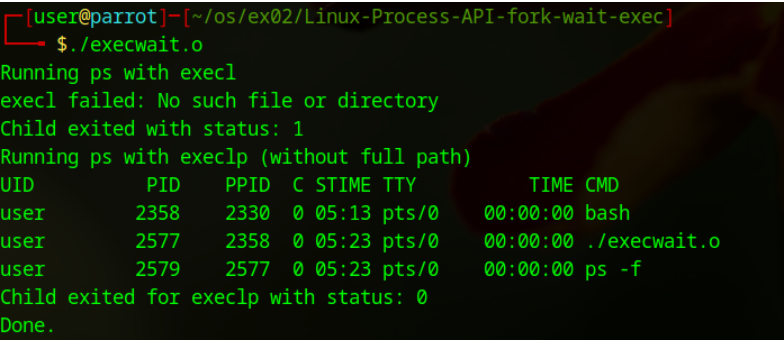 [user@parrot]-[~/os/ex02/Linux-Process-API-fork-wait-exec]
$./execwait.o
Running ps with execl
execl failed: No such file or directory
Child exited with status: 1
Running ps with execlp (without full path)
UID PID PPID C STIME TTY TIME CMD
user 2358 2330 0 05:13 pts/0 00:00:00 bash
user 2577 2358 0 05:23 pts/0 00:00:00 ./execwait.o
user 2579 2577 0 05:23 pts/0 00:00:00 ps -f
Child exited for execlp with status: 0
Done.